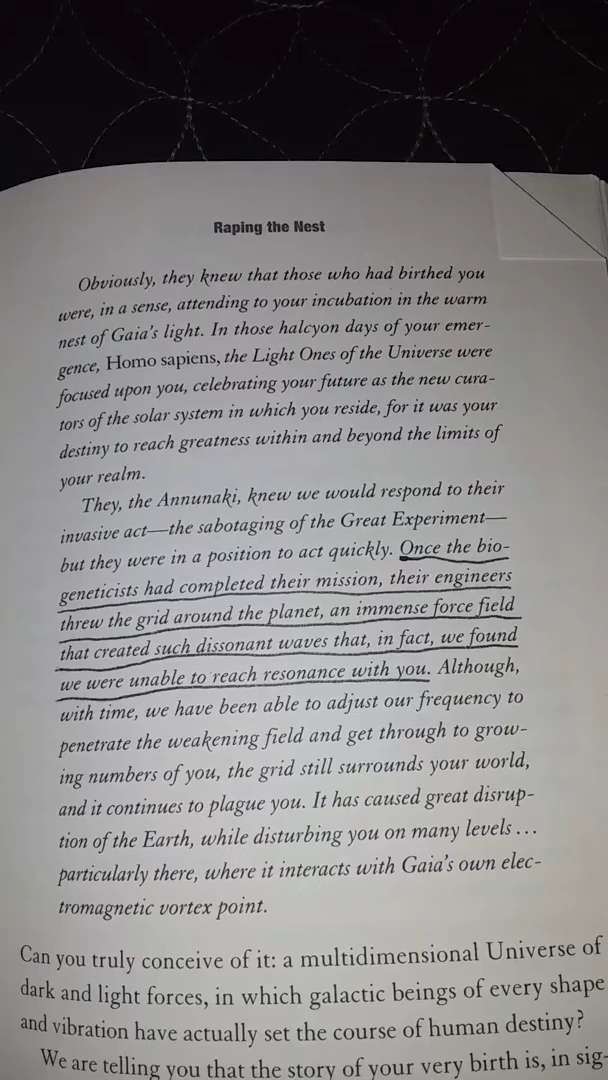 Raping the Nest
Obviously, they knew that those who had birthed you
were, in a sense, attending to your incubation in the warm
nest of Gaia's light. In those halcyon days of your emer-
gence, Homo sapiens, the Light Ones of the Universe were
focused upon you, celebrating your future as the new cura-
tors of the solar system in which you reside, for it was your
destiny to reach greatness within and beyond the limits of
your realm.
They, the Annunaki, knew we would respond to their
invasive act—the sabotaging of the Great Experiment—
but they were in a position to act quickly. Once the bio-
geneticists had completed their mission, their engineers
threw the grid around the planet, an immense force field
that created such dissonant waves that, in fact, we found
we were unable to reach resonance with you. Although,
with time, we have been able to adjust our frequency to
penetrate the weakening field and get through to grow-
ing numbers of you, the grid still surrounds your world,
and it continues to plague you. It has caused great disrup-
tion of the Earth, while disturbing you on many levels ...
particularly there, where it interacts with Gaia's own elec-
tromagnetic vortex point.
Can you truly conceive of it: a multidimensional Universe of
dark and light forces, in which galactic beings of every shape
and vibration have actually set the course of human destiny?
We are telling you that the story of your very birth is, in sig-